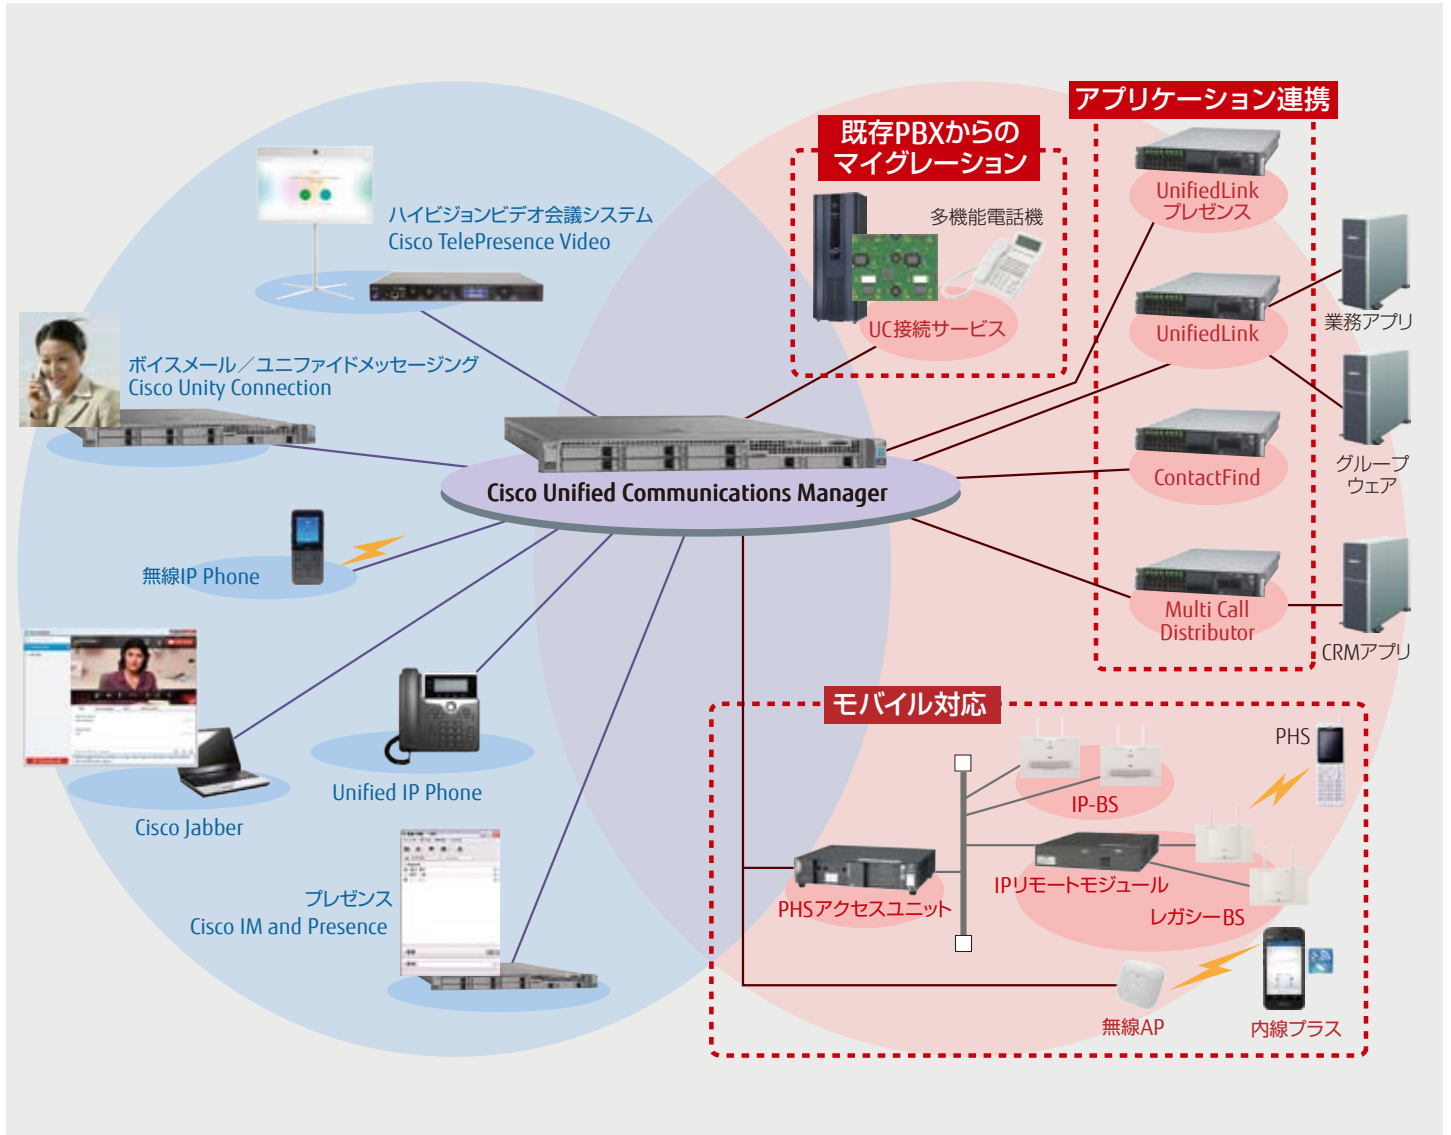 アプリケーション連携
既存PBXからの
マイグレーション
UnifiedLink
プレゼンス
多機能電話機
ハイビジョンビデオ会議システム
Cisco TelePresence Video
UC接続サービス
UnifiedLink
業務アプリ
ボイスメール／ユニファイドメッセージング
Cisco Unity Connection
グループ
ウェア
ContactFind
Cisco Unified Communications Manager
無線IP Phone
Multi Call
Distributor
CRMアプリ
モバイル対応
PHS
Unified IP Phone
IP-BS
Cisco Jabber
IPリモートモジュール
プレゼンス
Cisco IM and Presence
PHSアクセスユニット
レガシーBS
無線AP
内線プラス